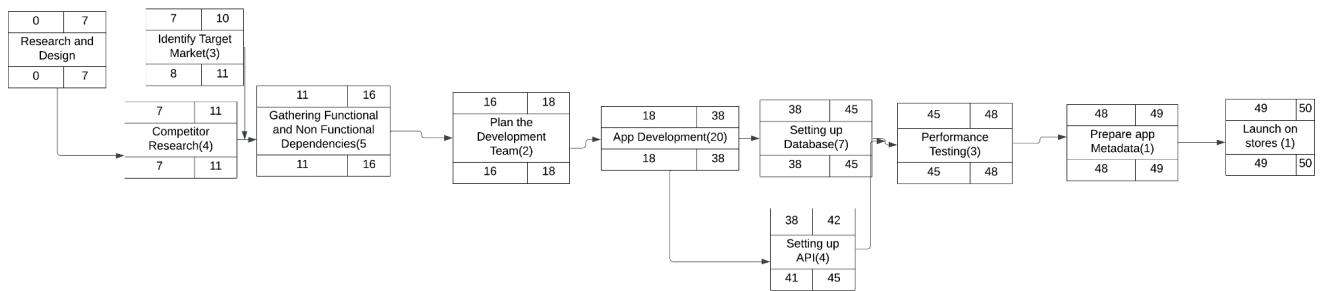 0 7
Research and
Design
0 7
7 10
Identify Target
Market(3)
8 11
7 11
Competitor
Research(4)
7 11
11 16
Gathering Functional
and Non Functional
Dependencies(5
11 16
16 18
Plan the
Development
Team(2)
16 18
18 38
App Development(20)
18 38
38 45
Setting up
Database(7)
38 45
38 42
Setting up
API(4)
41 45
45 48
Performance
Testing(3)
45 48
48 49
Prepare app
Metadata(1)
48 49
49 50
Launch on
stores (1)
49 50